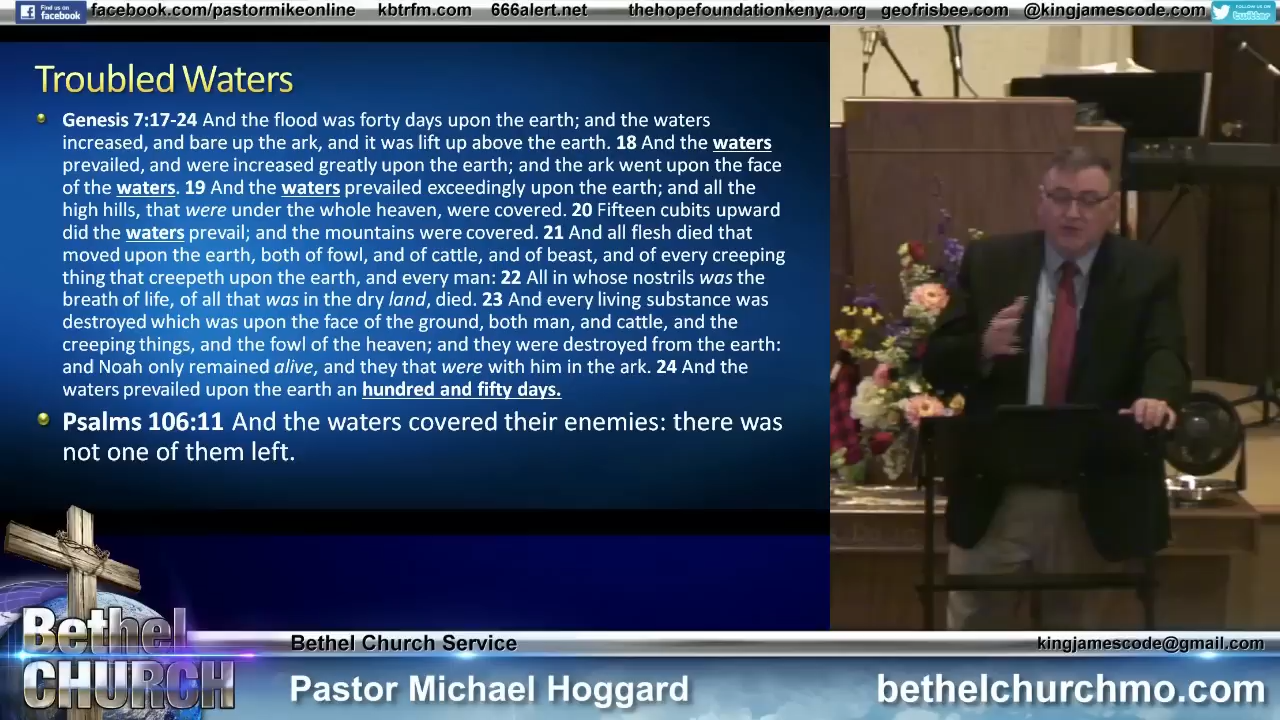 Find us on
facebook
facebook.com/pastormikeonline kbtrfm.com 666alert.net thehopefoundationkenya.org geofrisbee.com @kingjamescode.com
FOLLOW US ON
twitter
Troubled Waters
Genesis 7:17-24 And the flood was forty days upon the earth; and the waters
increased, and bare up the ark, and it was lift up above the earth. 18 And the waters
prevailed, and were increased greatly upon the earth; and the ark went upon the face
of the waters. 19 And the waters prevailed exceedingly upon the earth; and all the
high hills, that were under the whole heaven, were covered. 20 Fifteen cubits upward
did the waters prevail; and the mountains were covered. 21 And all flesh died that
moved upon the earth, both of fowl, and of cattle, and of beast, and of every creeping
thing that creepeth upon the earth, and every man: 22 All in whose nostrils was the
breath of life, of all that was in the dry land, died. 23 And every living substance was
destroyed which was upon the face of the ground, both man, and cattle, and the
creeping things, and the fowl of the heaven; and they were destroyed from the earth:
and Noah only remained alive, and they that were with him in the ark. 24 And the
waters prevailed upon the earth an hundred and fifty days.
Psalms 106:11 And the waters covered their enemies: there was
not one of them left.
Bethel
CHURCH
Bethel Church Service
kingjamescode@gmail.com
Pastor Michael Hoggard
bethelchurchmo.com